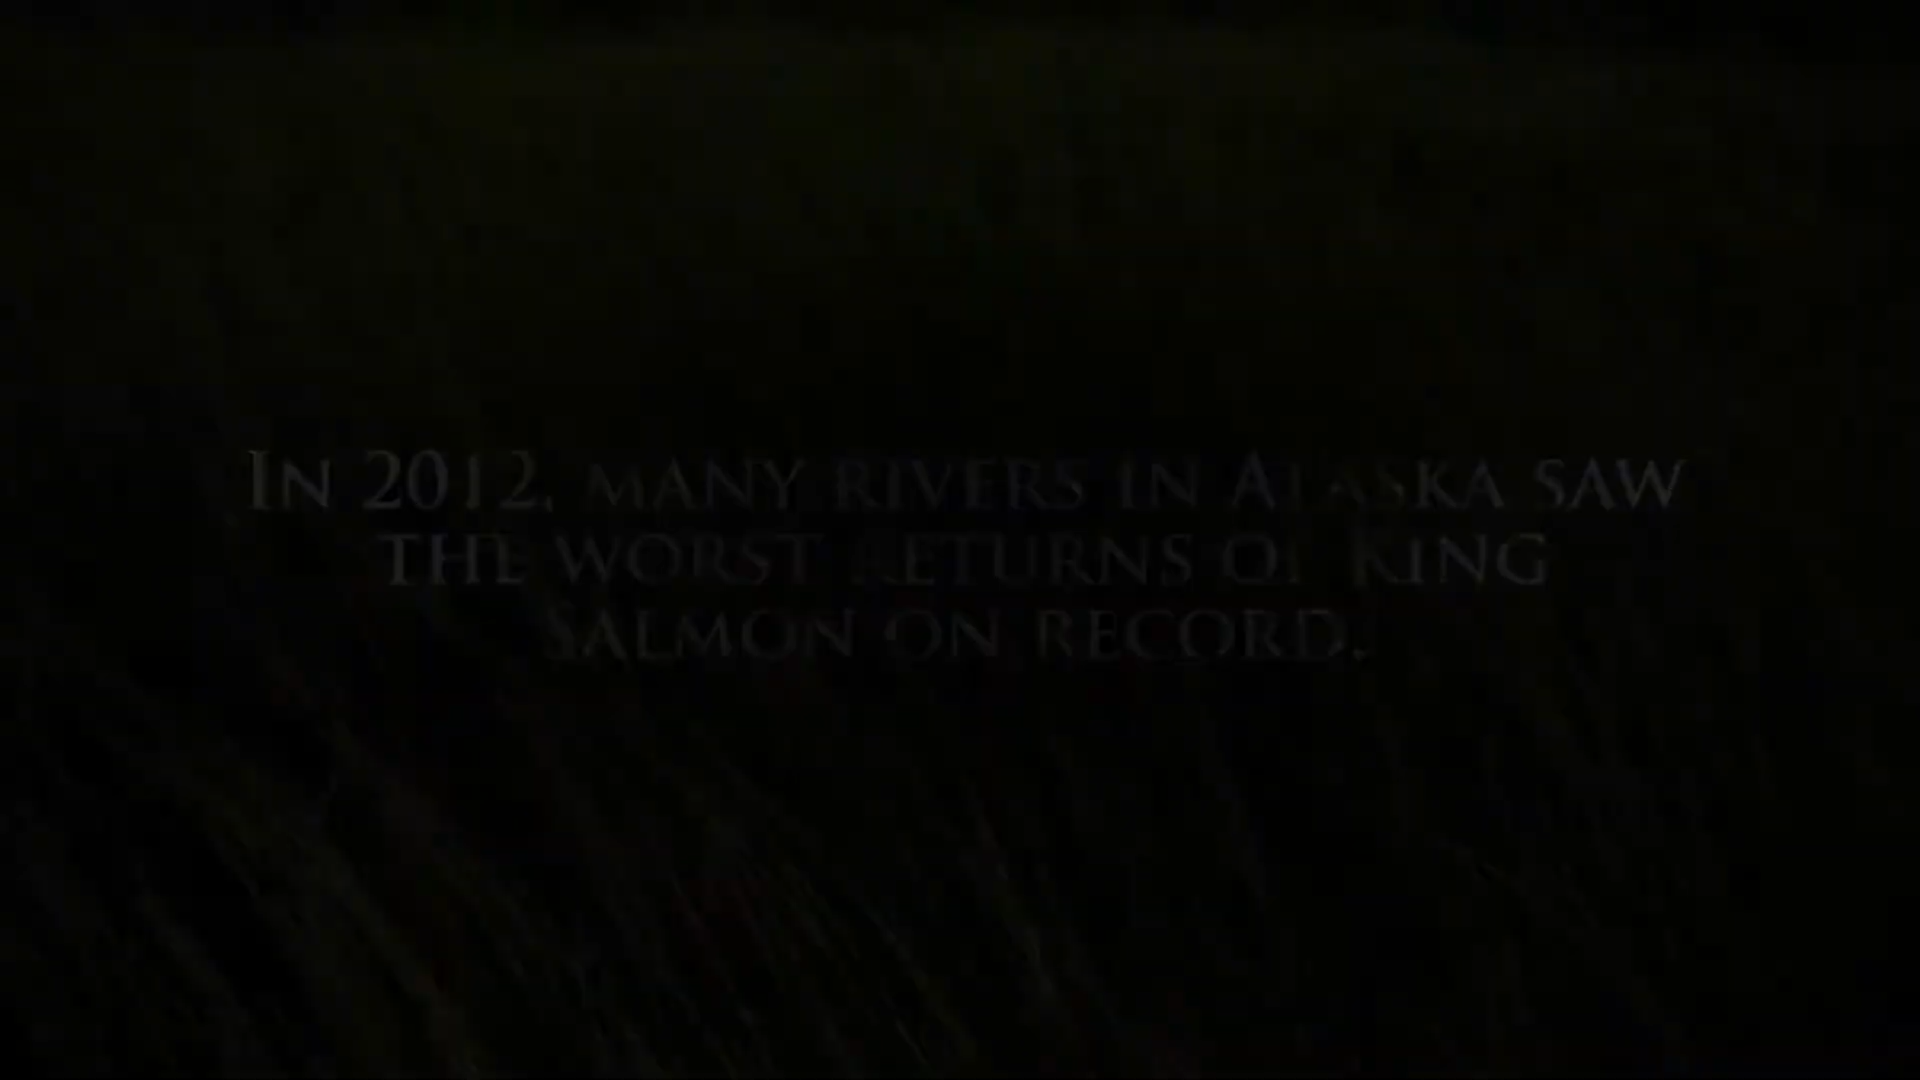 In 2012, many rivers in Alaska saw
the worst returns of King
Salmon on record.